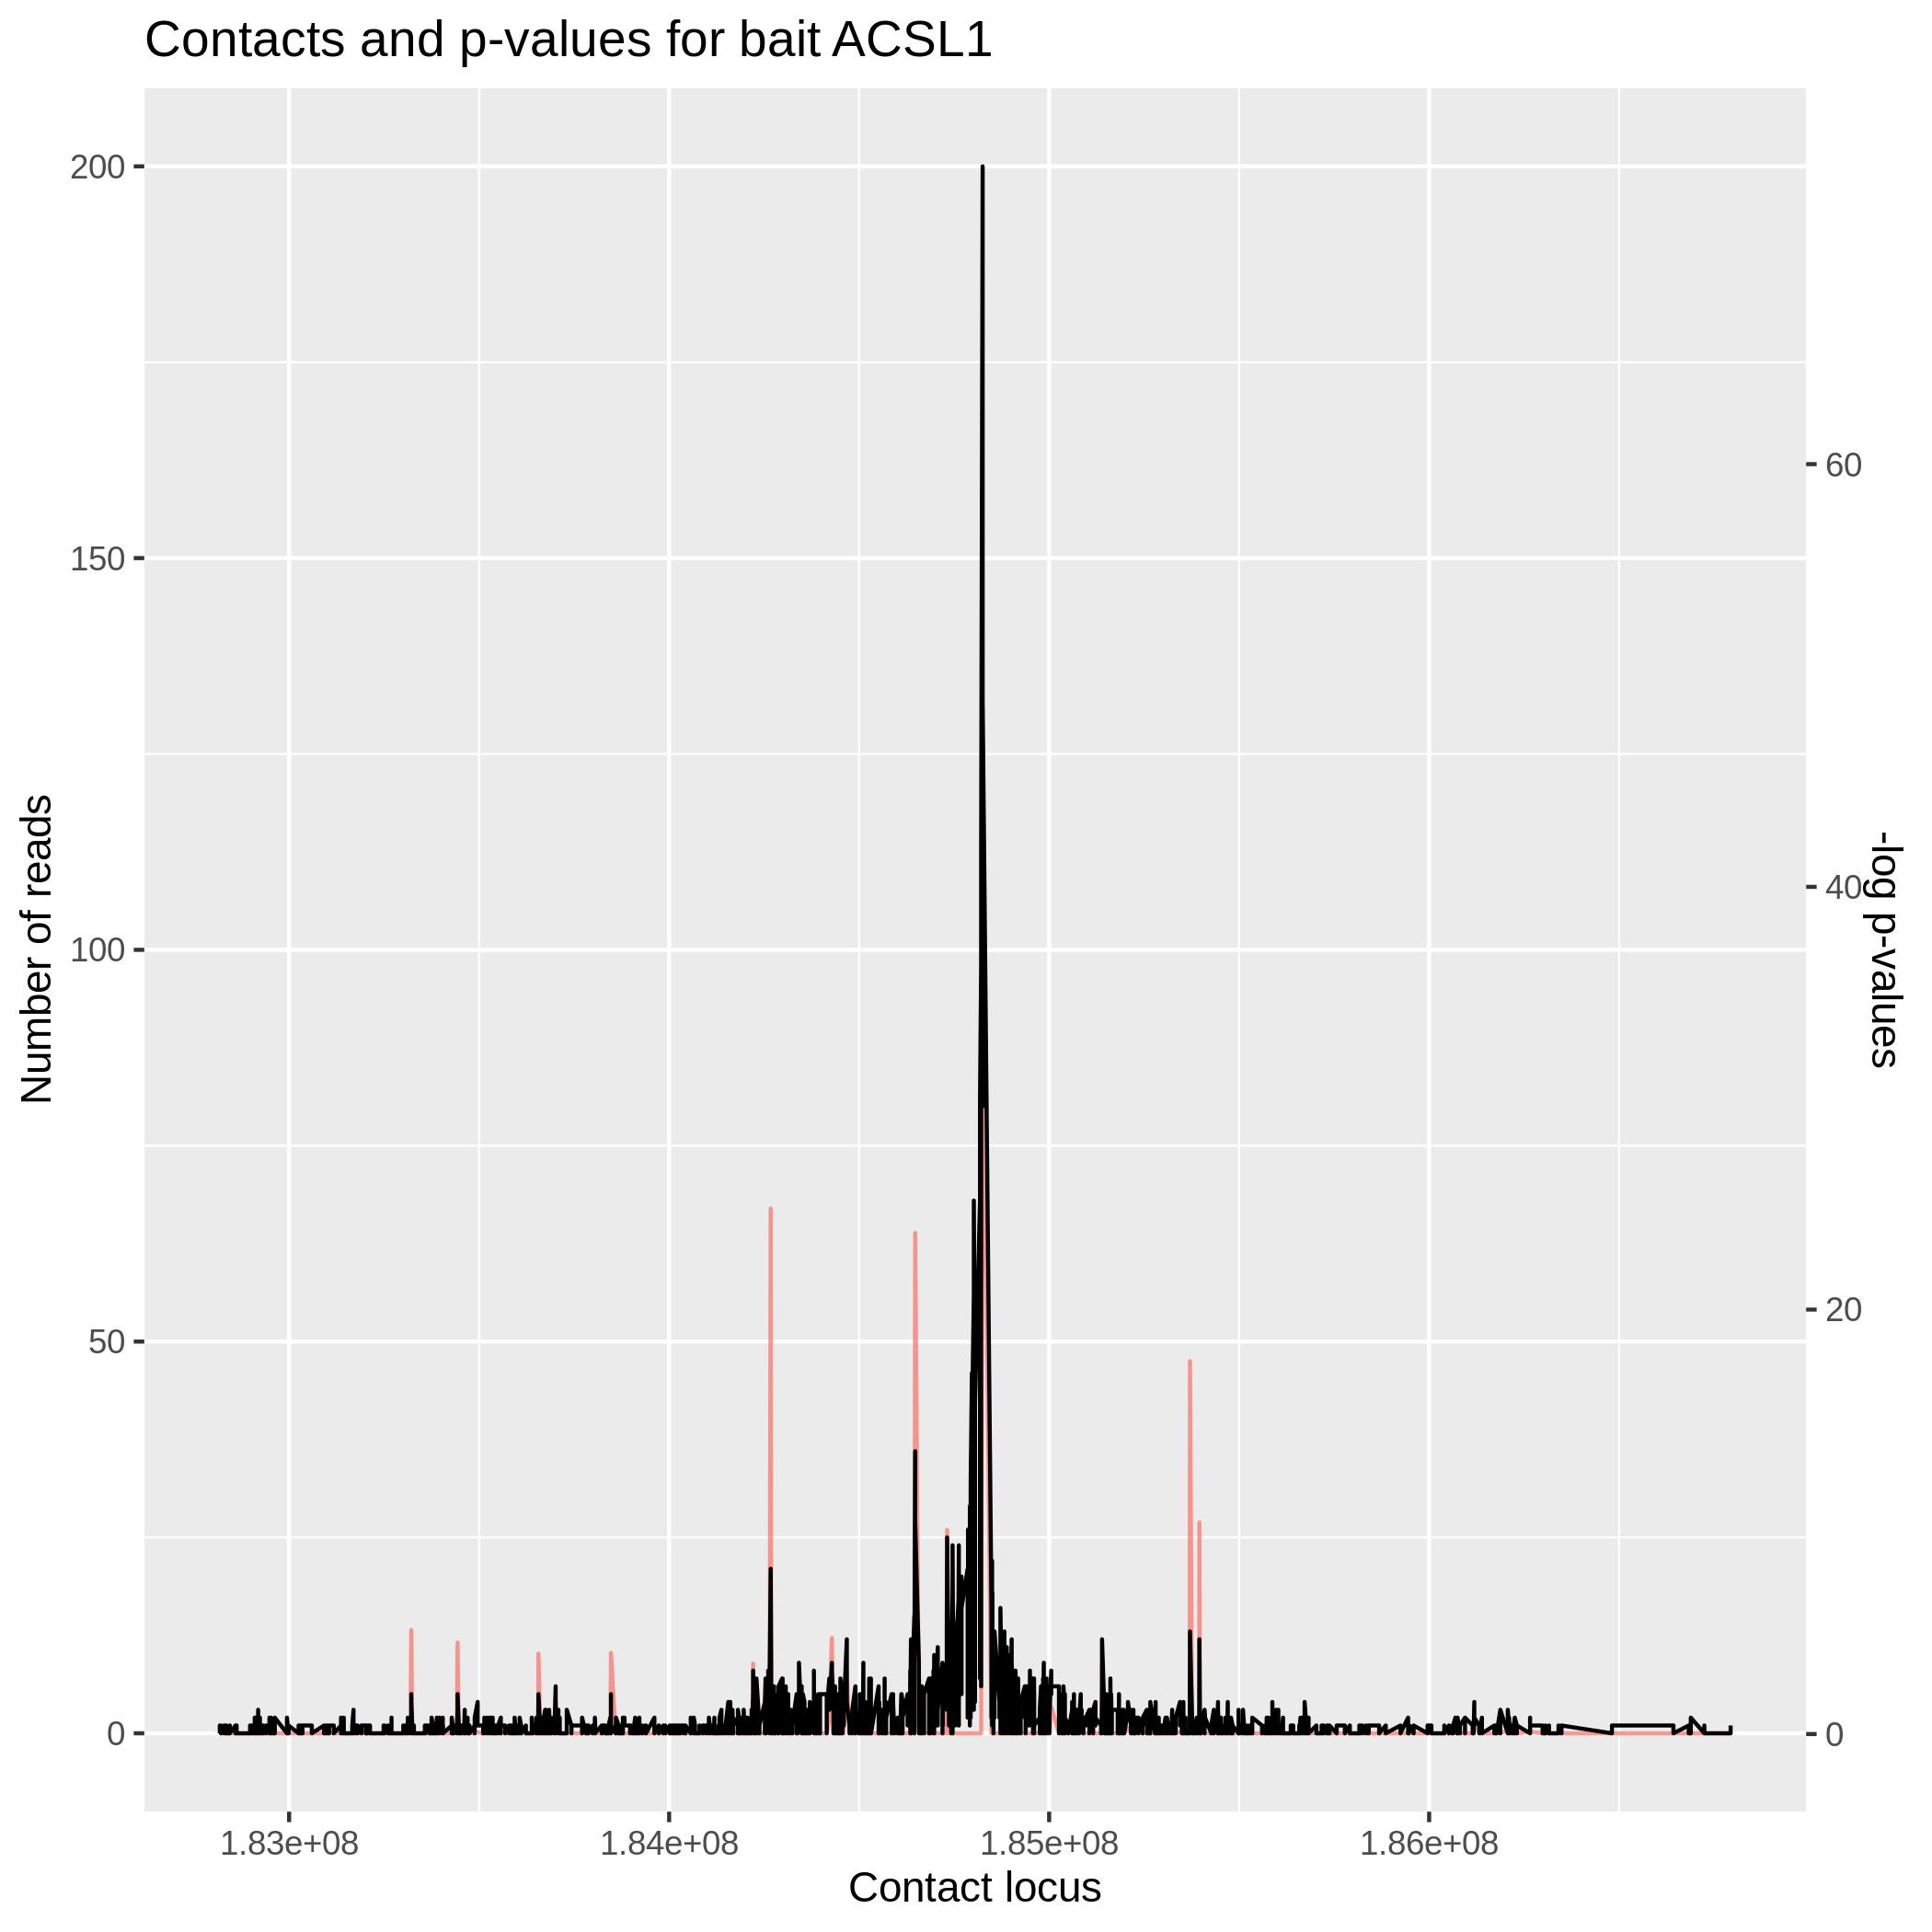 Contacts and p-values for bait ACSL1
200
150
100
50
0
Number of reads
60
40
20
0
-log p-values
1.83e+08 1.84e+08 1.85e+08 1.86e+08
Contact locus